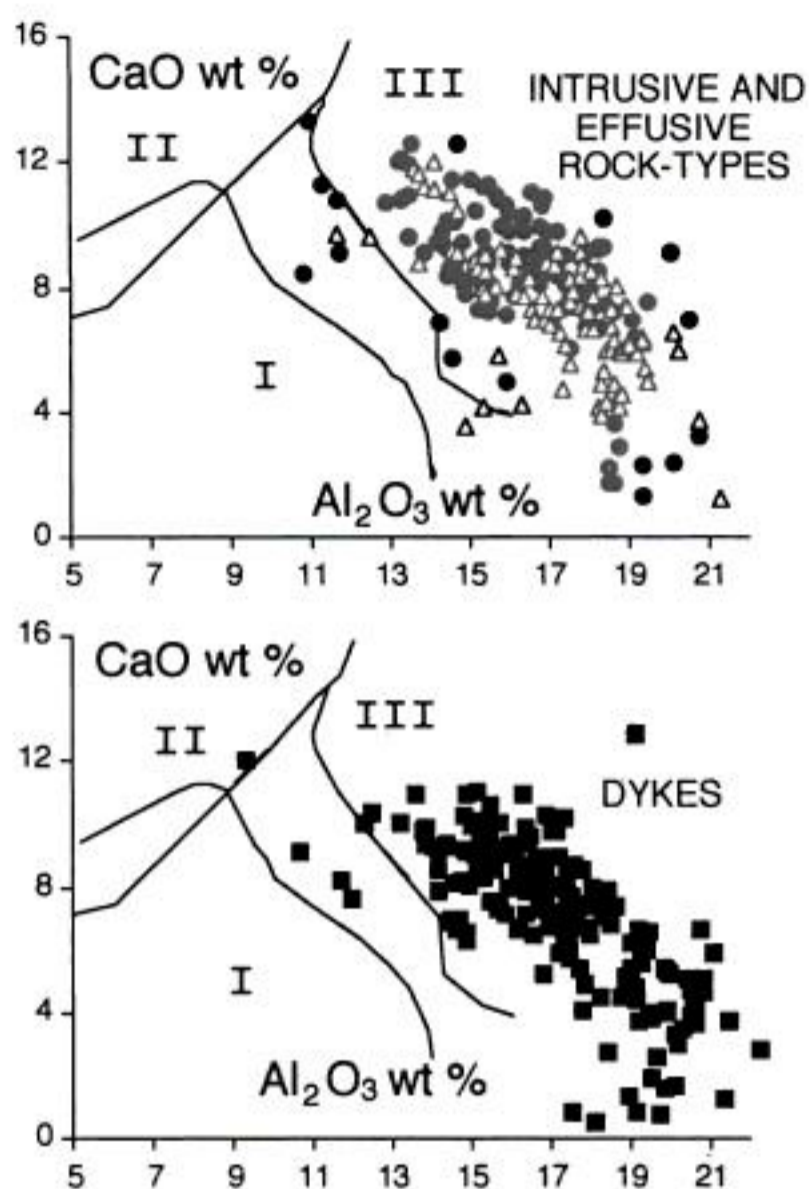 16
CaO wt %
III
INTRUSIVE AND
EFFUSIVE
ROCK-TYPES
II
12
8
I
4
Al₂O₃ wt %
0
5 7 9 11 13 15 17 19 21
16
CaO wt %
III
II
12
DYKES
8
I
4
Al₂O₃ wt %
0
5 7 9 11 13 15 17 19 21